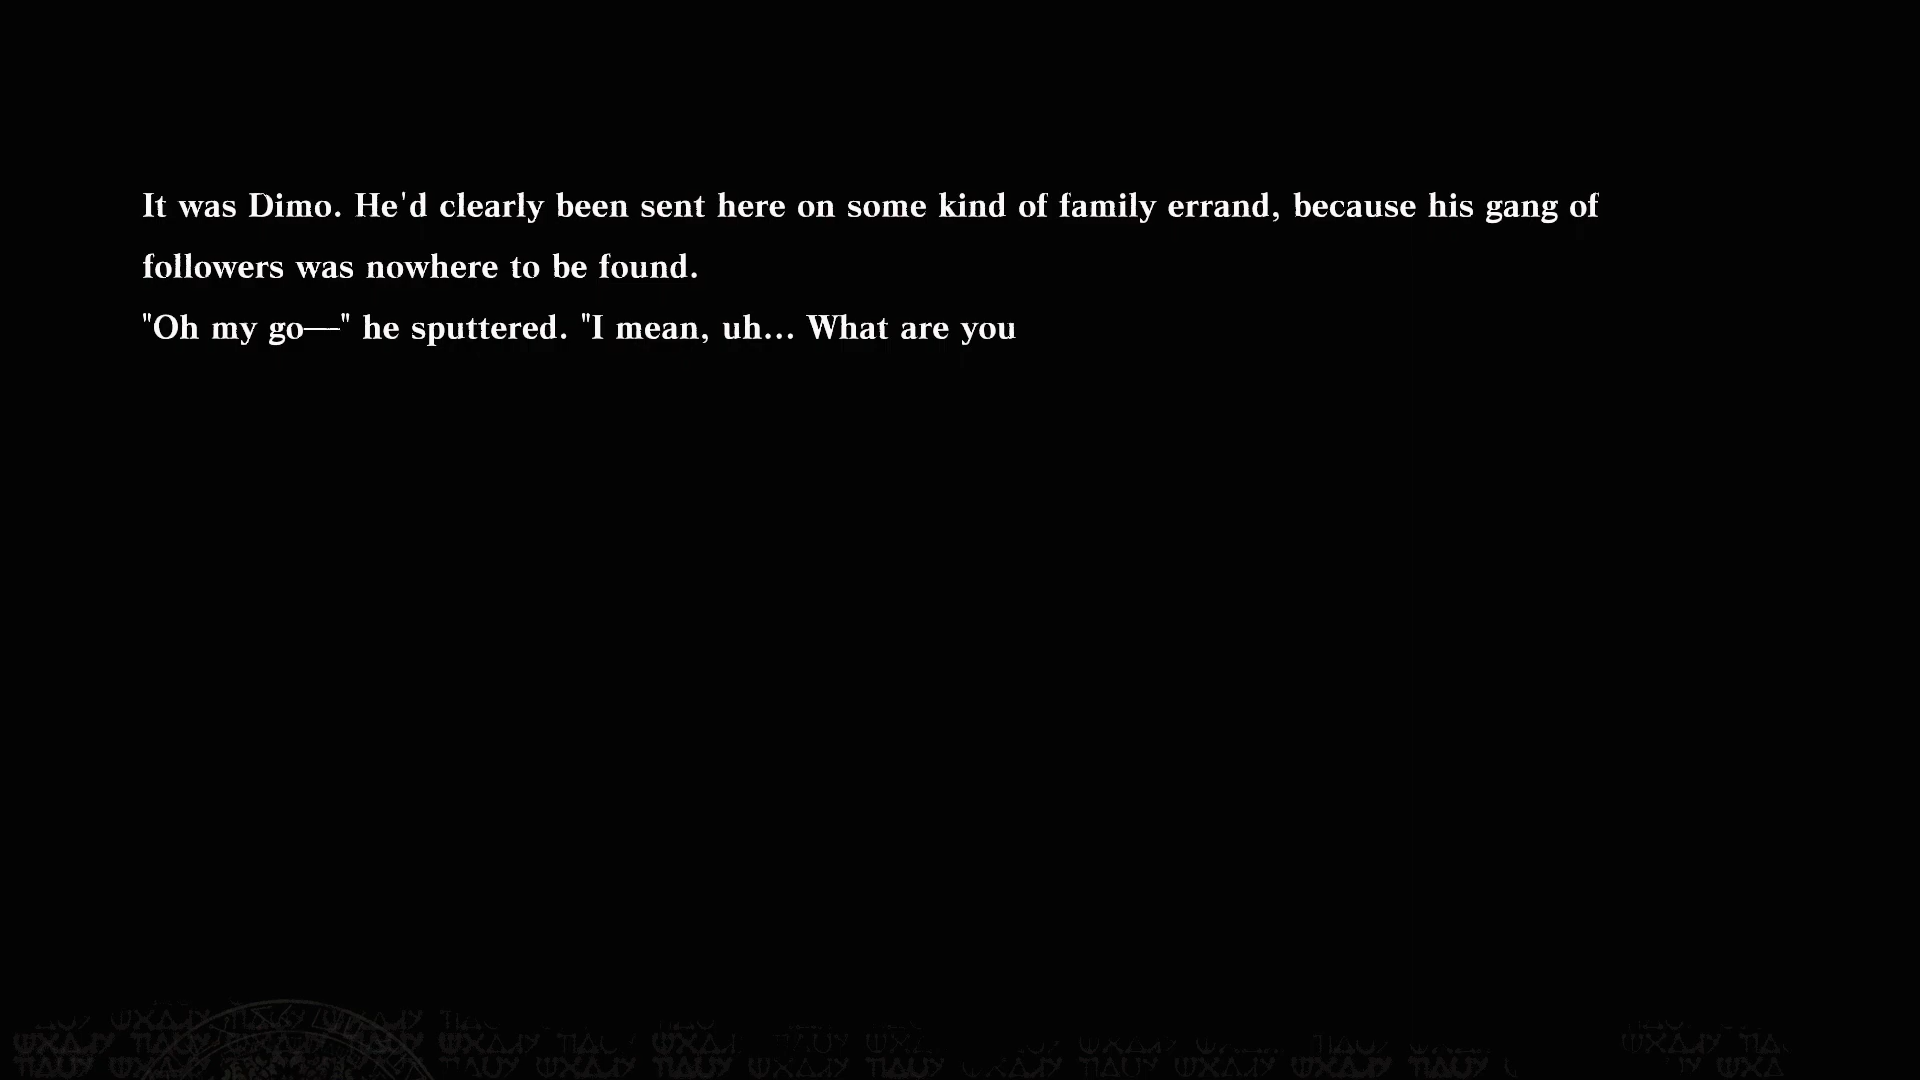 It was Dimo. He'd clearly been sent here on some kind of family errand, because his gang of
followers was nowhere to be found.
"Oh my go—" he sputtered. "I mean, uh... What are you